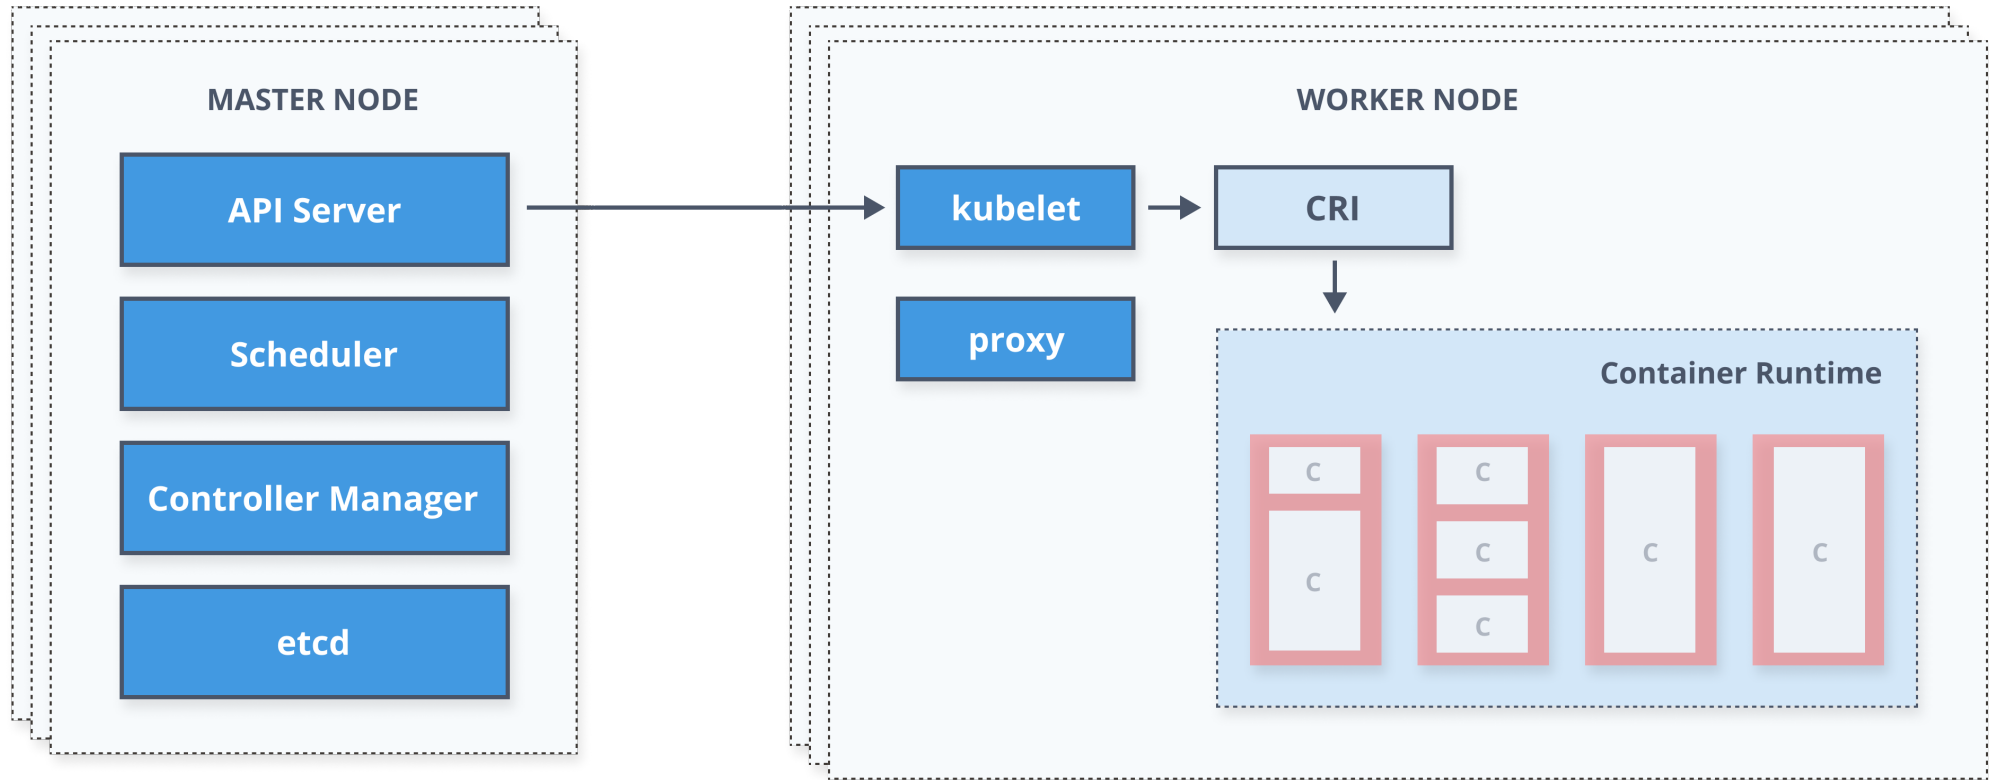 MASTER NODE
API Server
Scheduler
Controller Manager
etcd
WORKER NODE
kubelet
CRI
proxy
Container Runtime
C
C
C
C
C
C
C